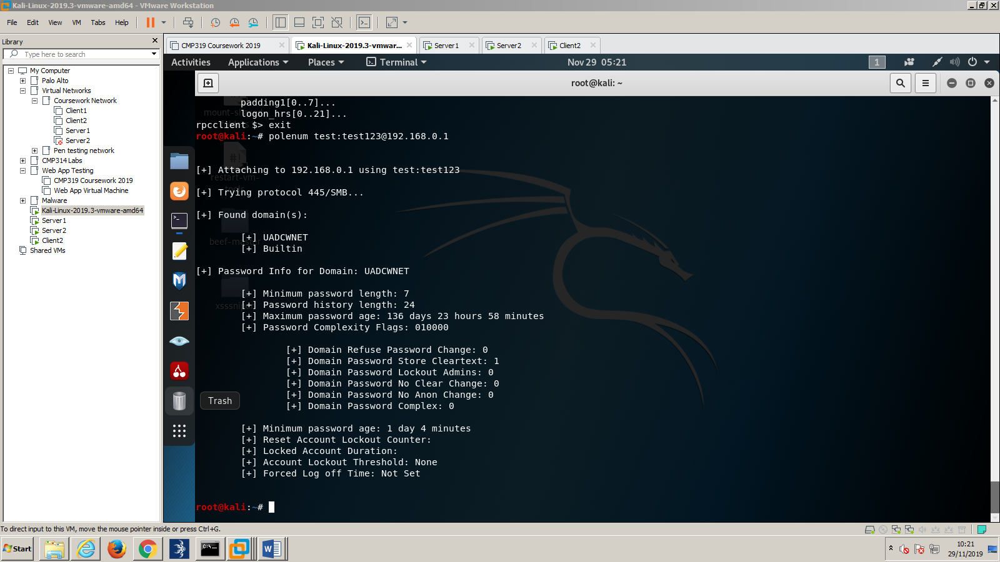 Kali-Linux-2019.3-vmware-amd64 - VMware Workstation
File Edit View VM Tabs Help
Library
Type here to search
My Computer
Palo Alto
Virtual Networks
Coursework Network
Client1
Client2
Server1
Server2
Pen testing network
CMP314 Labs
Web App Testing
CMP319 Coursework 2019
Web App Virtual Machine
Malware
Kali-Linux-2019.3-vmware-amd64
Server1
Server2
Client2
Shared VMs
CMP319 Coursework 2019 Kali-Linux-2019.3-vmwar... Server1 Server2 Client2
Activities Applications Places Terminal Nov 29 05:21 1
root@kali: ~
padding1[0..7]...
logon_hrs[0..21]...
rpcclient $> exit
root@kali:~# polenum test:test123@192.168.0.1
[+] Attaching to 192.168.0.1 using test:test123
[+] Trying protocol 445/SMB...
[+] Found domain(s):
[+] UADCWNET
[+] Builtin
[+] Password Info for Domain: UADCWNET
[+] Minimum password length: 7
[+] Password history length: 24
[+] Maximum password age: 136 days 23 hours 58 minutes
[+] Password Complexity Flags: 010000
[+] Domain Refuse Password Change: 0
[+] Domain Password Store Cleartext: 1
[+] Domain Password Lockout Admins: 0
[+] Domain Password No Clear Change: 0
[+] Domain Password No Anon Change: 0
[+] Domain Password Complex: 0
[+] Minimum password age: 1 day 4 minutes
[+] Reset Account Lockout Counter:
[+] Locked Account Duration:
[+] Account Lockout Threshold: None
[+] Forced Log off Time: Not Set
root@kali:~#
restart-vm-
Trash
To direct input to this VM, move the mouse pointer inside or press Ctrl+G.
Start
10:21
29/11/2019